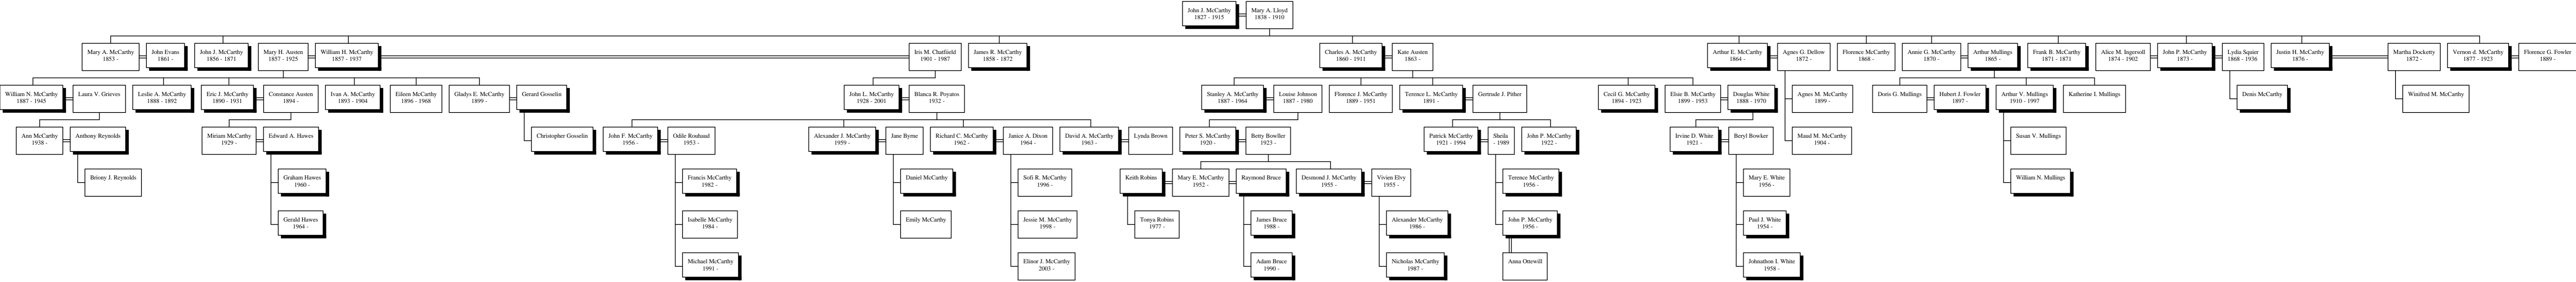 John J. McCarthy
1827 - 1915
Mary A. Lloyd
1838 - 1910
Mary A. McCarthy
1853 -
John Evans
1861 -
John J. McCarthy
1856 - 1871
Mary H. Austen
1857 - 1925
William H. McCarthy
1857 - 1937
Iris M. Chatfield
1901 - 1987
James R. McCarthy
1858 - 1872
Charles A. McCarthy
1860 - 1911
Kate Austen
1863 -
Arthur E. McCarthy
1864 -
Agnes G. Dellow
1872 -
Florence McCarthy
1868 -
Annie G. McCarthy
1870 -
Arthur Mullings
1865 -
Frank B. McCarthy
1871 - 1871
Alice M. Ingersoll
1874 - 1902
John P. McCarthy
1873 -
Lydia Squier
1868 - 1936
Justin H. McCarthy
1876 -
Martha Docketty
1872 -
Vernon d. McCarthy
1877 - 1923
Florence G. Fowler
1889 -
William N. McCarthy
1887 - 1945
Laura V. Grieves
Leslie A. McCarthy
1888 - 1892
Eric J. McCarthy
1890 - 1931
Constance Austen
1894 -
Ivan A. McCarthy
1893 - 1904
Eileen McCarthy
1896 - 1968
Gladys E. McCarthy
1899 -
Gerard Gosselin
John L. McCarthy
1928 - 2001
Blanca R. Poyatos
1932 -
Stanley A. McCarthy
1887 - 1964
Louise Johnson
1887 - 1980
Florence J. McCarthy
1889 - 1951
Terence L. McCarthy
1891 -
Gertrude J. Pither
Cecil G. McCarthy
1894 - 1923
Elsie B. McCarthy
1899 - 1953
Douglas White
1888 - 1970
Agnes M. McCarthy
1899 -
Doris G. Mullings
Hubert J. Fowler
1897 -
Arthur V. Mullings
1910 - 1997
Katherine I. Mullings
Denis McCarthy
Winifred M. McCarthy
Ann McCarthy
1938 -
Anthony Reynolds
Miriam McCarthy
1929 -
Edward A. Hawes
Christopher Gosselin
John F. McCarthy
1956 -
Odile Rouhaud
1953 -
Alexander J. McCarthy
1959 -
Jane Byrne
Richard C. McCarthy
1962 -
Janice A. Dixon
1964 -
David A. McCarthy
1963 -
Lynda Brown
Peter S. McCarthy
1920 -
Betty Bowller
1923 -
Patrick McCarthy
1921 - 1994
Sheila
- 1989
John P. McCarthy
1922 -
Irvine D. White
1921 -
Beryl Bowker
Maud M. McCarthy
1904 -
Susan V. Mullings
Briony J. Reynolds
Graham Hawes
1960 -
Francis McCarthy
1982 -
Daniel McCarthy
Sofi R. McCarthy
1996 -
Keith Robins
Mary E. McCarthy
1952 -
Raymond Bruce
Desmond J. McCarthy
1955 -
Vivien Elvy
1955 -
Terence McCarthy
1956 -
Mary E. White
1956 -
William N. Mullings
Gerald Hawes
1964 -
Isabelle McCarthy
1984 -
Emily McCarthy
Jessie M. McCarthy
1998 -
Tonya Robins
1977 -
James Bruce
1988 -
Alexander McCarthy
1986 -
John P. McCarthy
1956 -
Paul J. White
1954 -
Michael McCarthy
1991 -
Elinor J. McCarthy
2003 -
Adam Bruce
1990 -
Nicholas McCarthy
1987 -
Anna Ottewill
Johnathon I. White
1958 -